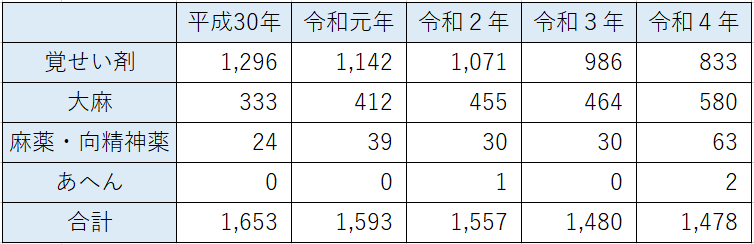 平成30年 令和元年 令和２年 令和３年 令和４年
覚せい剤 1,296 1,142 1,071 986 833
大麻 333 412 455 464 580
麻薬・向精神薬 24 39 30 30 63
あへん 0 0 1 0 2
合計 1,653 1,593 1,557 1,480 1,478